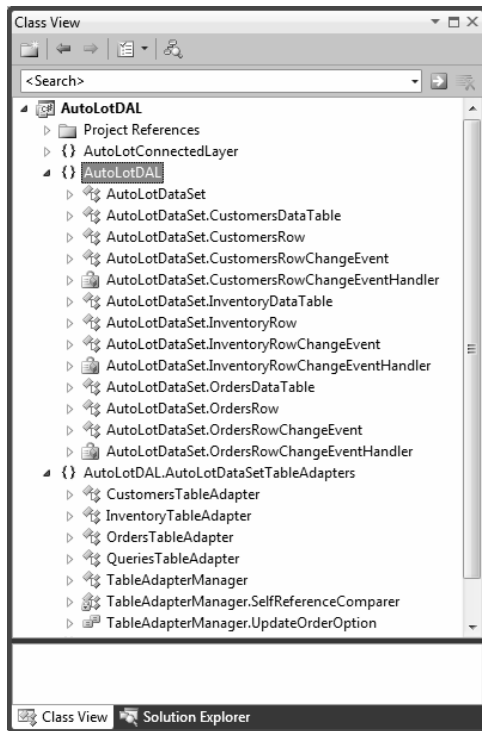 Class View
<Search>
C#
AutoLotDAL
Project References
{} AutoLotConnectedLayer
{} AutoLotDAL
AutoLotDataSet
AutoLotDataSet.CustomersDataTable
AutoLotDataSet.CustomersRow
AutoLotDataSet.CustomersRowChangeEvent
AutoLotDataSet.CustomersRowChangeEventHandler
AutoLotDataSet.InventoryDataTable
AutoLotDataSet.InventoryRow
AutoLotDataSet.InventoryRowChangeEvent
AutoLotDataSet.InventoryRowChangeEventHandler
AutoLotDataSet.OrdersDataTable
AutoLotDataSet.OrdersRow
AutoLotDataSet.OrdersRowChangeEvent
AutoLotDataSet.OrdersRowChangeEventHandler
{} AutoLotDAL.AutoLotDataSetTableAdapters
CustomersTableAdapter
InventoryTableAdapter
OrdersTableAdapter
QueriesTableAdapter
TableAdapterManager
TableAdapterManager.SelfReferenceComparer
TableAdapterManager.UpdateOrderOption
Class View
Solution Explorer